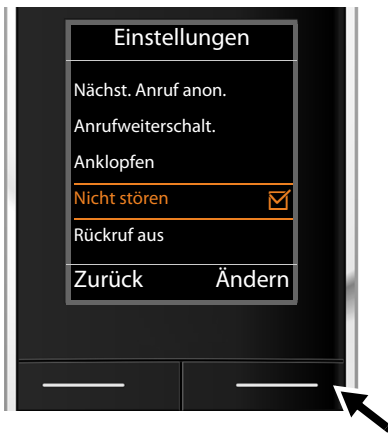 Einstellungen
Nächst. Anruf anon.
Anrufweiterschalt.
Anklopfen
Nicht stören
Rückruf aus
Zurück Ändern